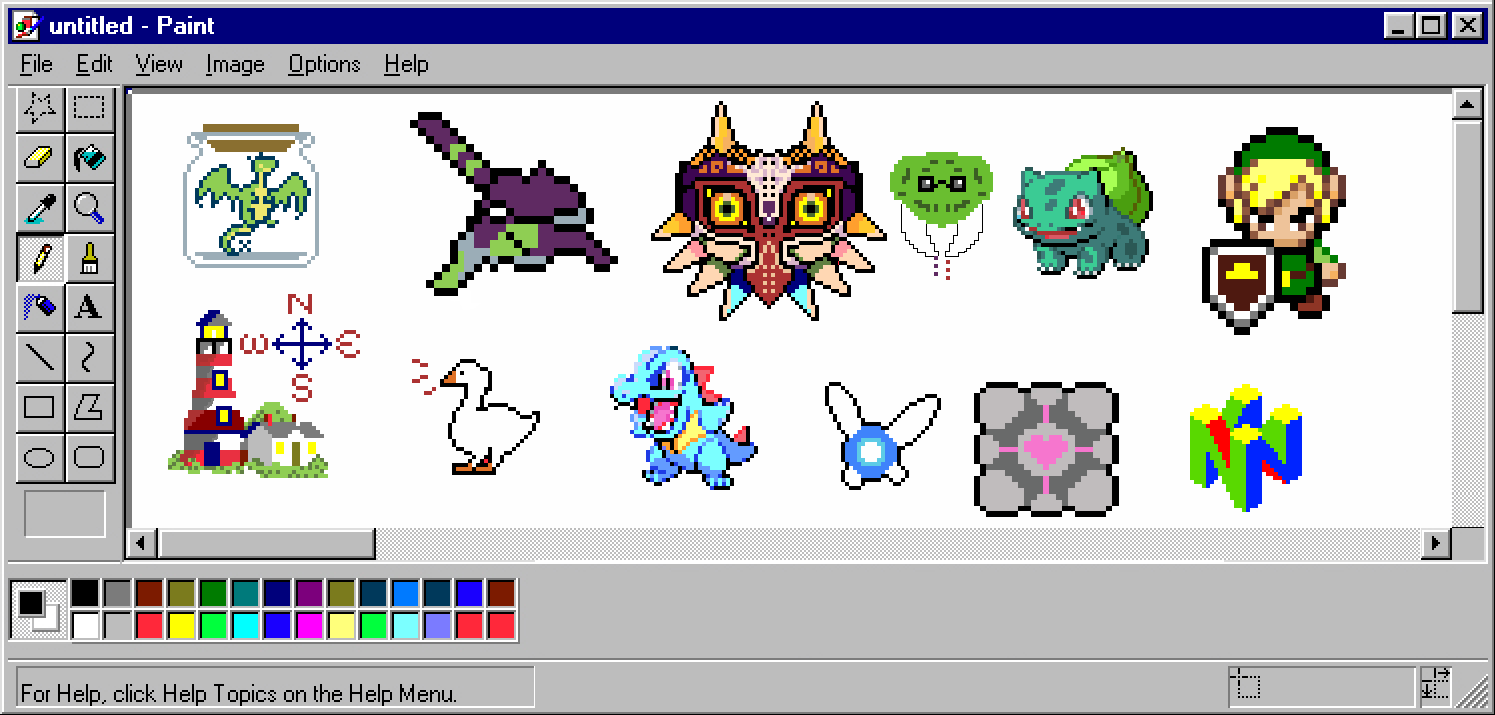 untitled - Paint
File Edit View Image Options Help
A
N
W E
S
For Help, click Help Topics on the Help Menu.